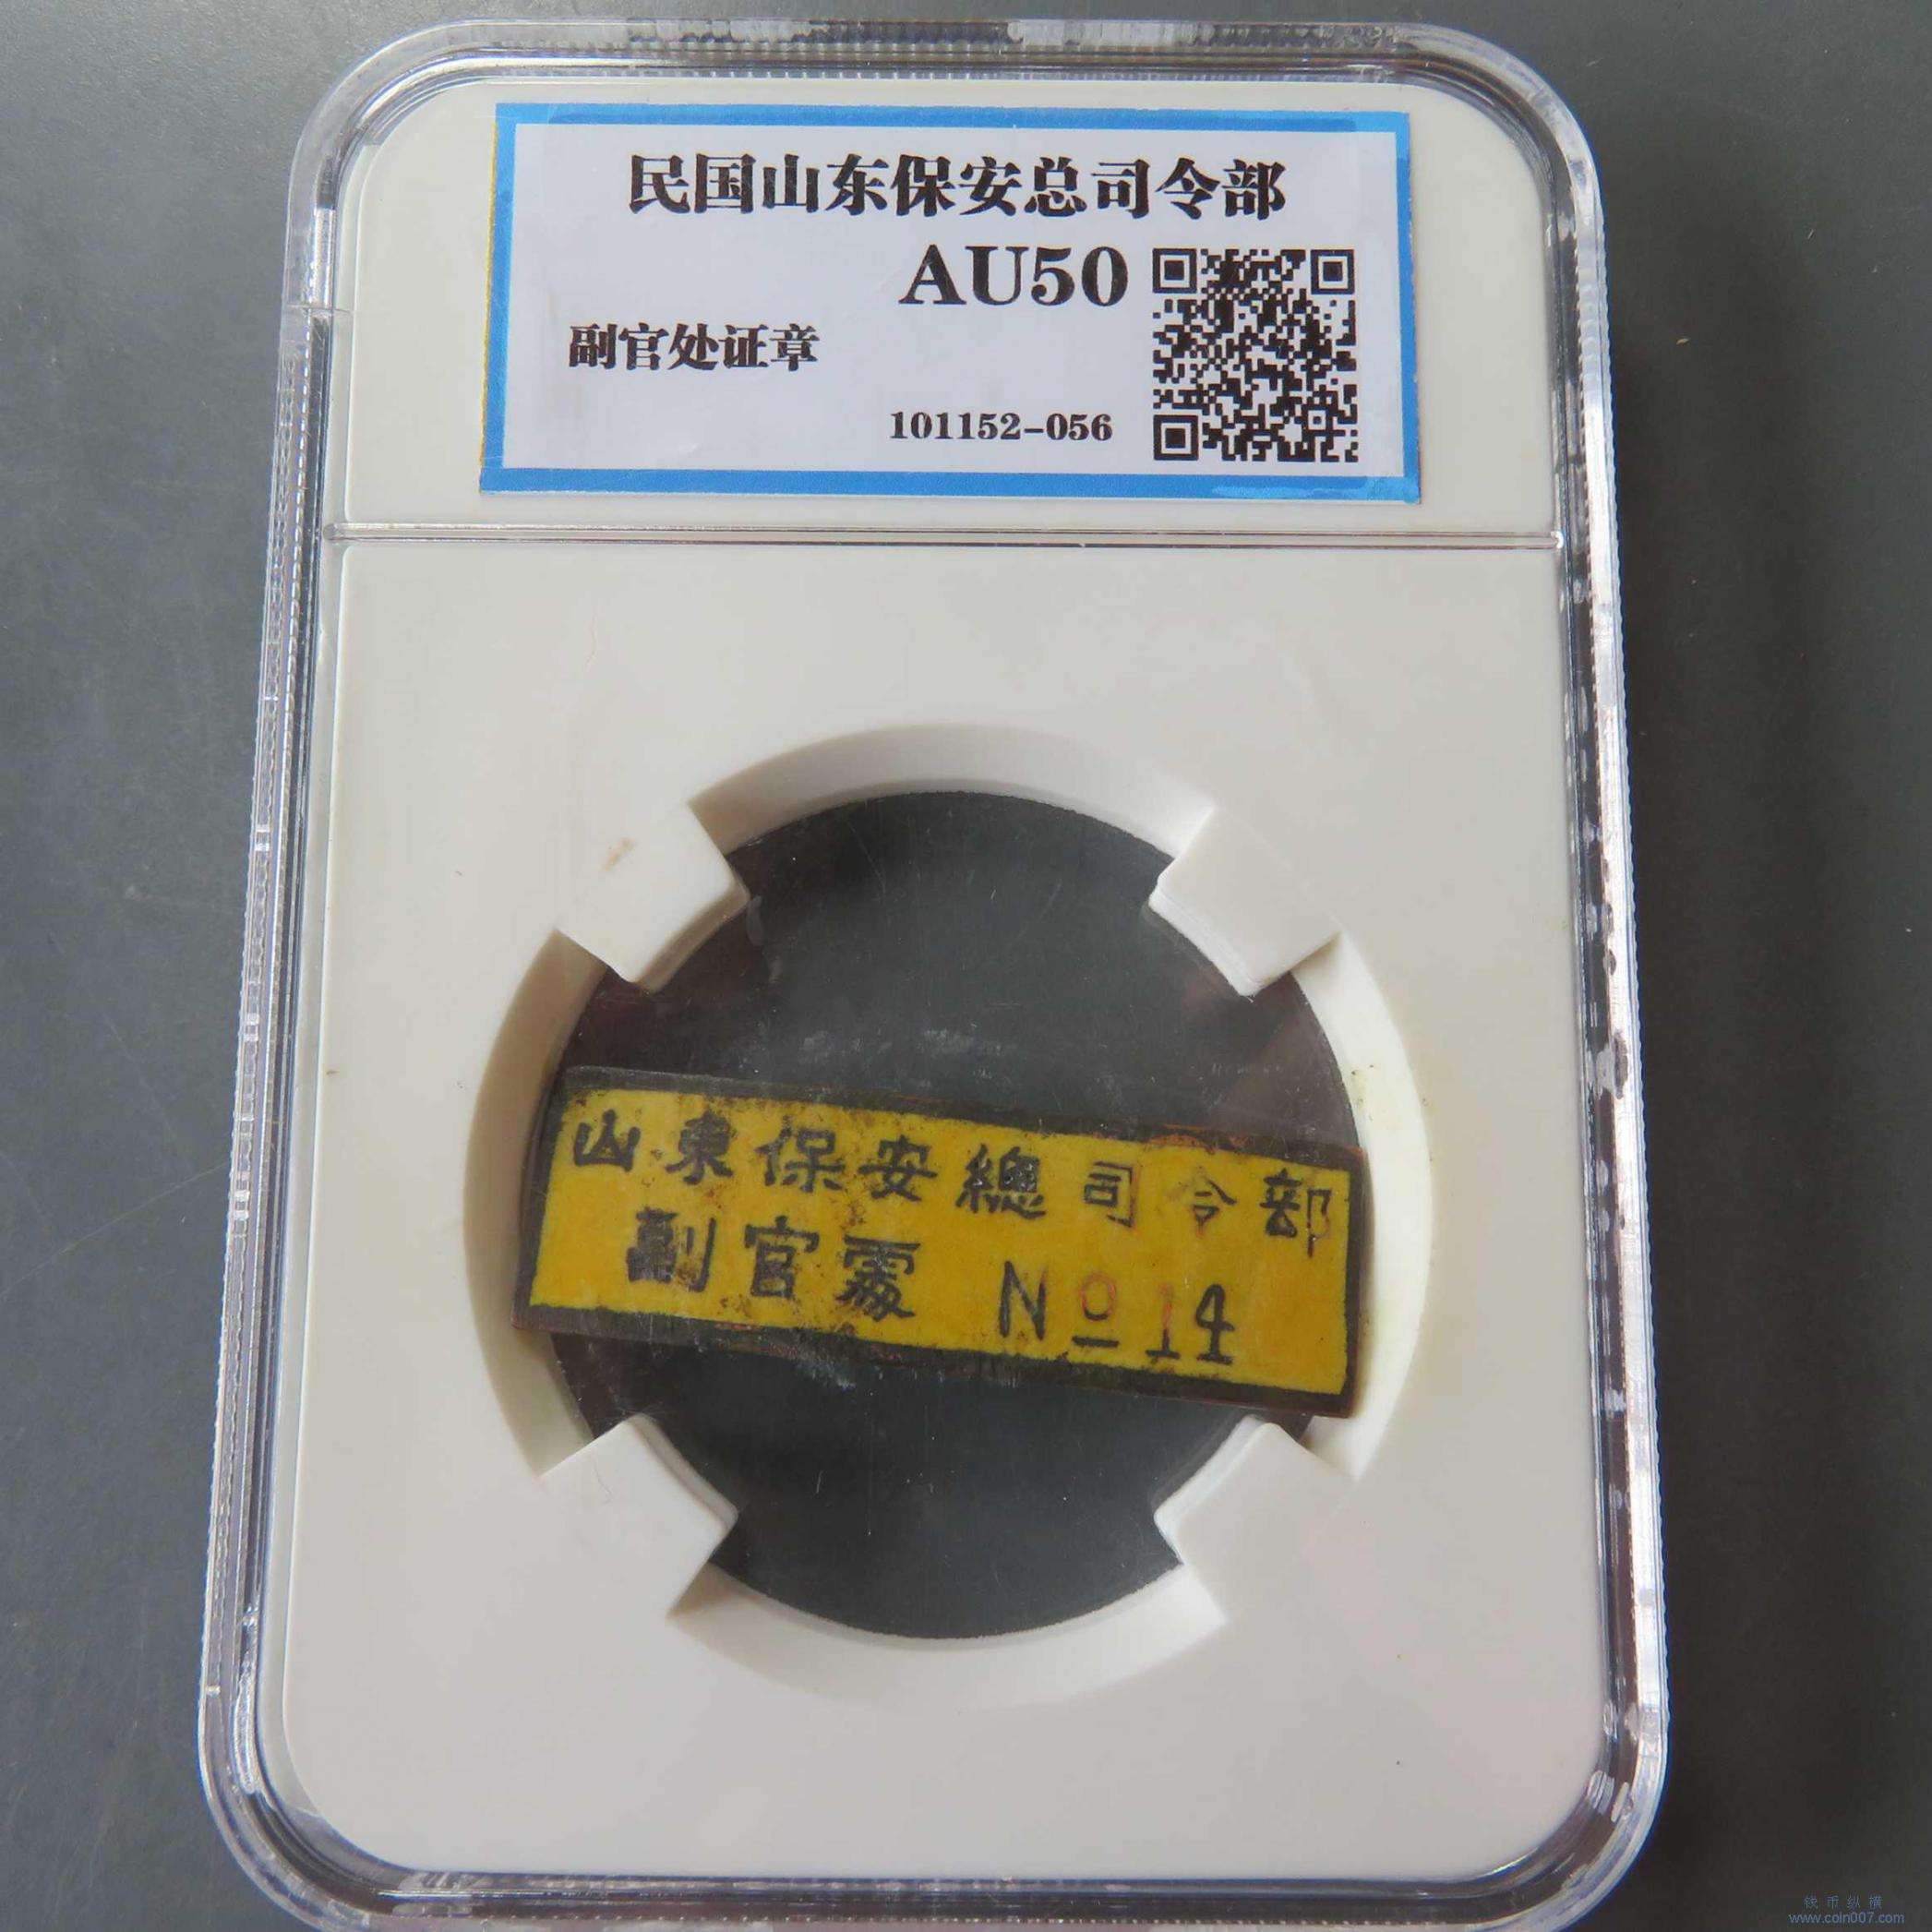 民国山东保安总司令部
AU50
副官处证章
101152-056
山東保安總司令部
副官處 No 14
钱币纵横
www.coin007.com